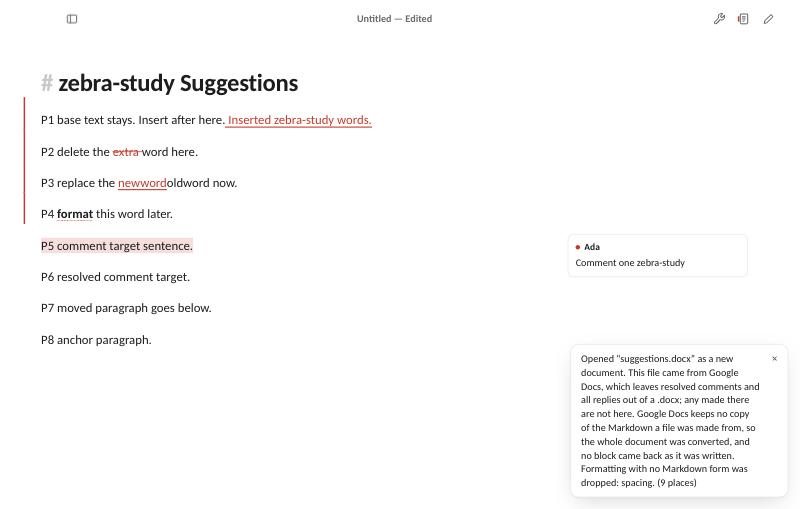 Untitled — Edited
# zebra-study Suggestions
P1 base text stays. Insert after here. Inserted zebra-study words.
P2 delete the extra word here.
P3 replace the newwordoldword now.
P4 format this word later.
P5 comment target sentence.
Ada
Comment one zebra-study
P6 resolved comment target.
P7 moved paragraph goes below.
P8 anchor paragraph.
Opened “suggestions.docx” as a new
document. This file came from Google
Docs, which leaves resolved comments and
all replies out of a .docx; any made there
are not here. Google Docs keeps no copy
of the Markdown a file was made from, so
the whole document was converted, and
no block came back as it was written.
Formatting with no Markdown form was
dropped: spacing. (9 places)